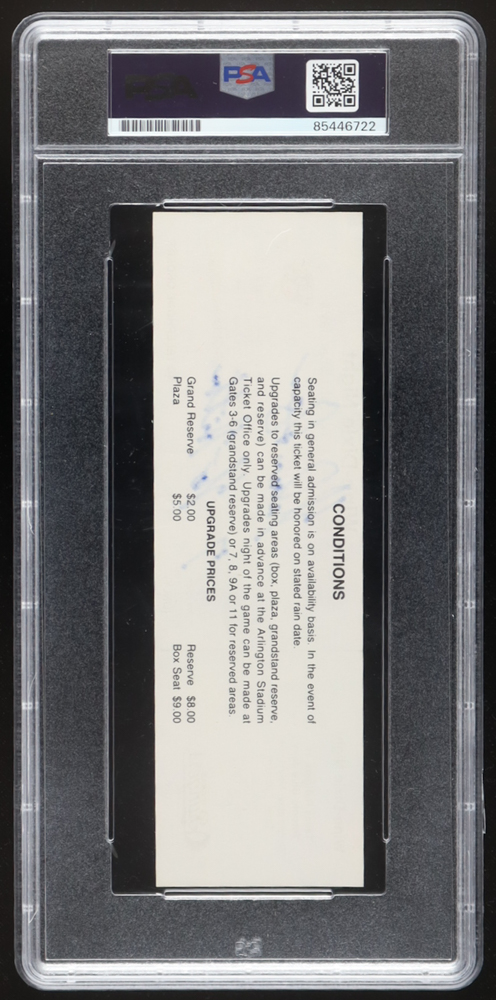 PSA
85446722
CONDITIONS
Seating in general admission is on availability basis. In the event of
capacity this ticket will be honored on stated rain date.
Upgrades to reserved seating areas (box, plaza, grandstand reserve,
and reserve) can be made in advance at the Arlington Stadium
Ticket Office only. Upgrades night of the game can be made at
Gates 3-6 (grandstand reserve) or 7, 8, 9A or 11 for reserved areas
UPGRADE PRICES
Grand Reserve $2.00 Reserve $8.00
Plaza $5.00 Box Seat $9.00